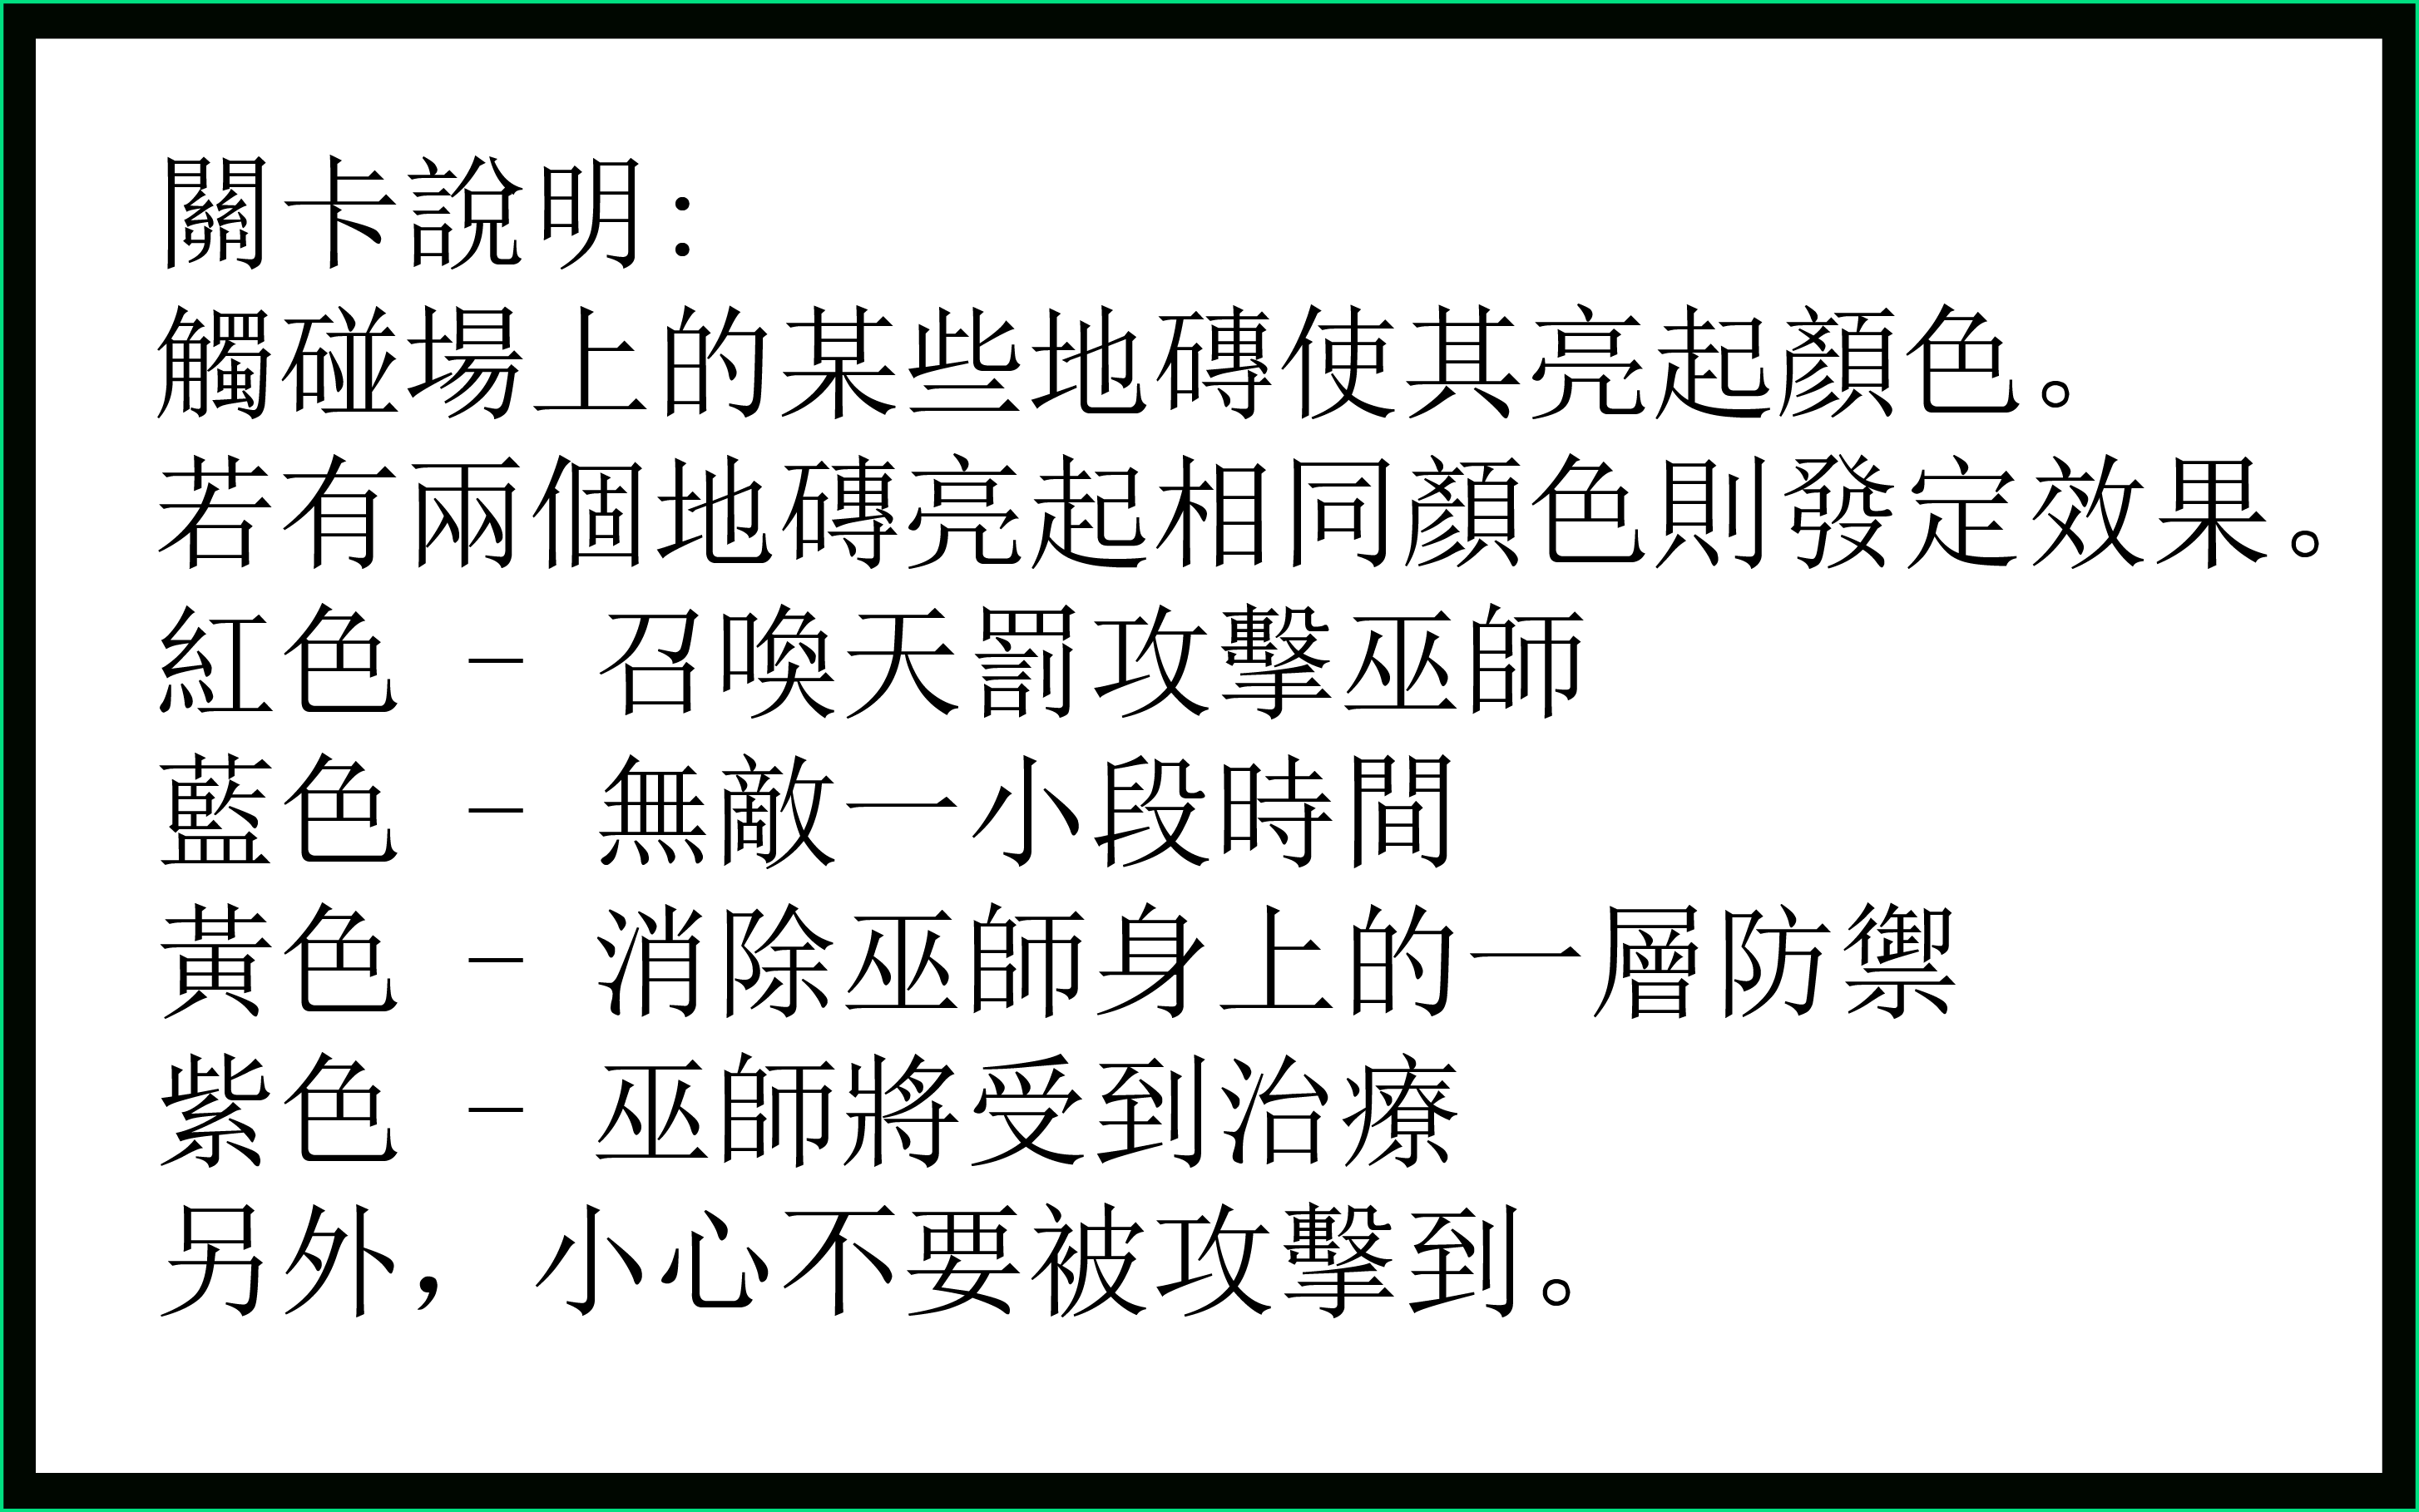 關卡說明：
觸碰場上的某些地磚使其亮起顏色。
若有兩個地磚亮起相同顏色則發定效果。
紅色 - 召喚天罰攻擊巫師
藍色 - 無敵一小段時間
黃色 - 消除巫師身上的一層防禦
紫色 - 巫師將受到治療
另外，小心不要被攻擊到。